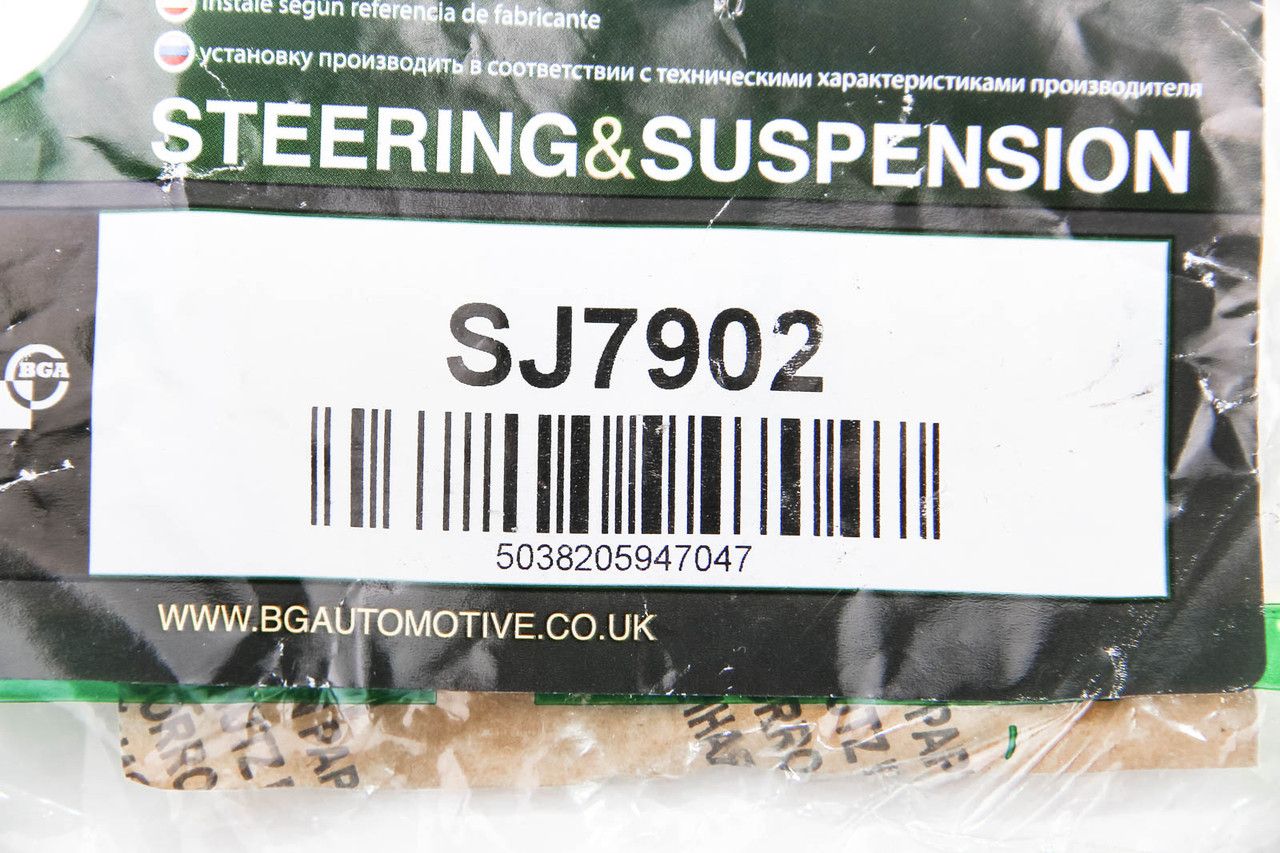 instale según referencia de fabricante
установку производить в соответствии с техническими характеристиками производителя
STEERING&SUSPENSION
SJ7902
BGA
5038205947047
WWW.BGAUTOMOTIVE.CO.UK